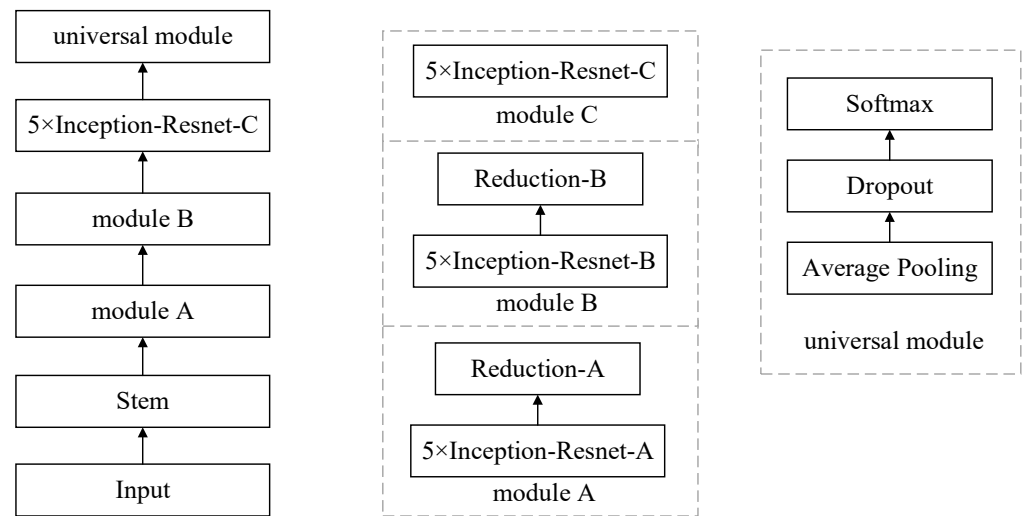 universal module
5×Inception-Resnet-C
module B
module A
Stem
Input
5×Inception-Resnet-C
module C
Reduction-B
5×Inception-Resnet-B
module B
Reduction-A
5×Inception-Resnet-A
module A
Softmax
Dropout
Average Pooling
universal module